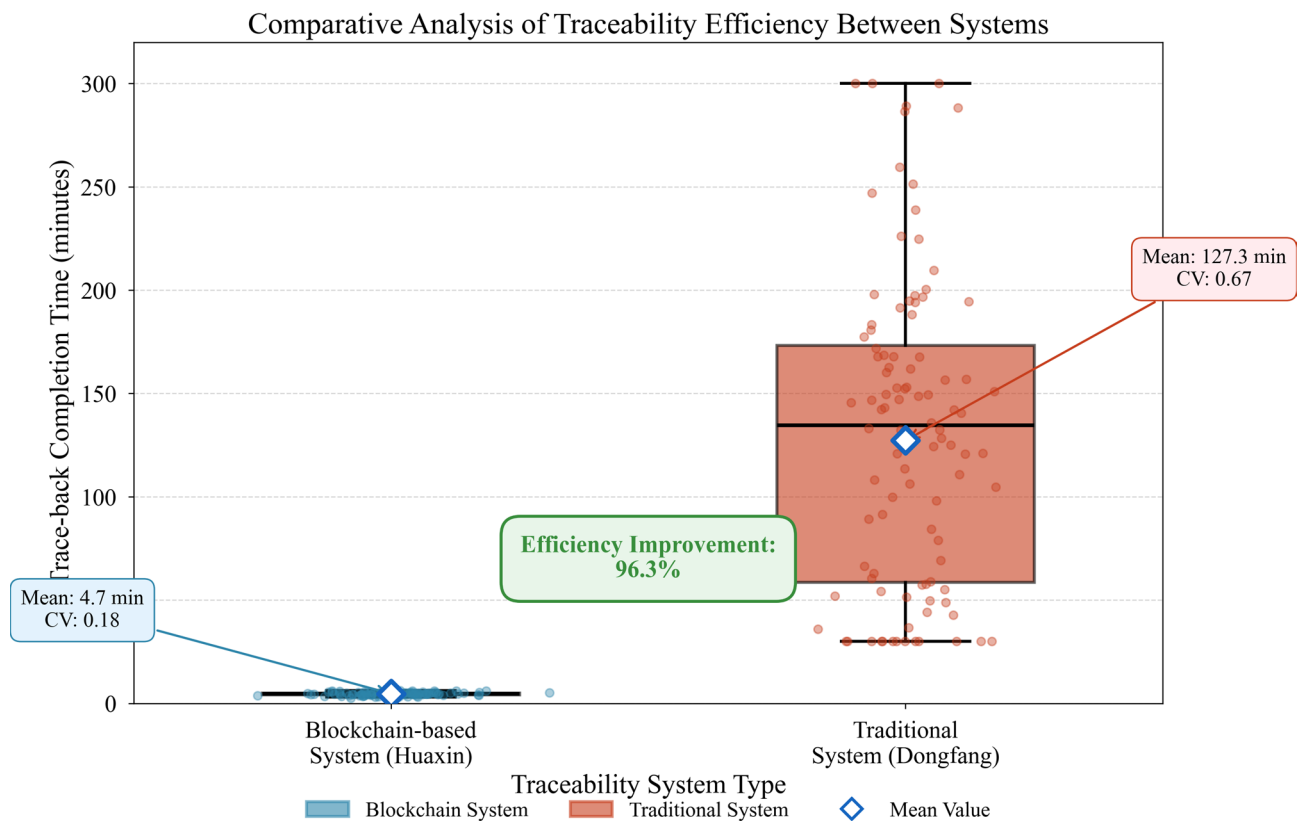 Comparative Analysis of Traceability Efficiency Between Systems
Trace-back Completion Time (minutes)
300
250
200
150
100
0
Mean: 127.3 min
CV: 0.67
Efficiency Improvement:
96.3%
Mean: 4.7 min
CV: 0.18
Blockchain-based
System (Huaxin)
Traditional
System (Dongfang)
Traceability System Type
Blockchain System
Traditional System
Mean Value